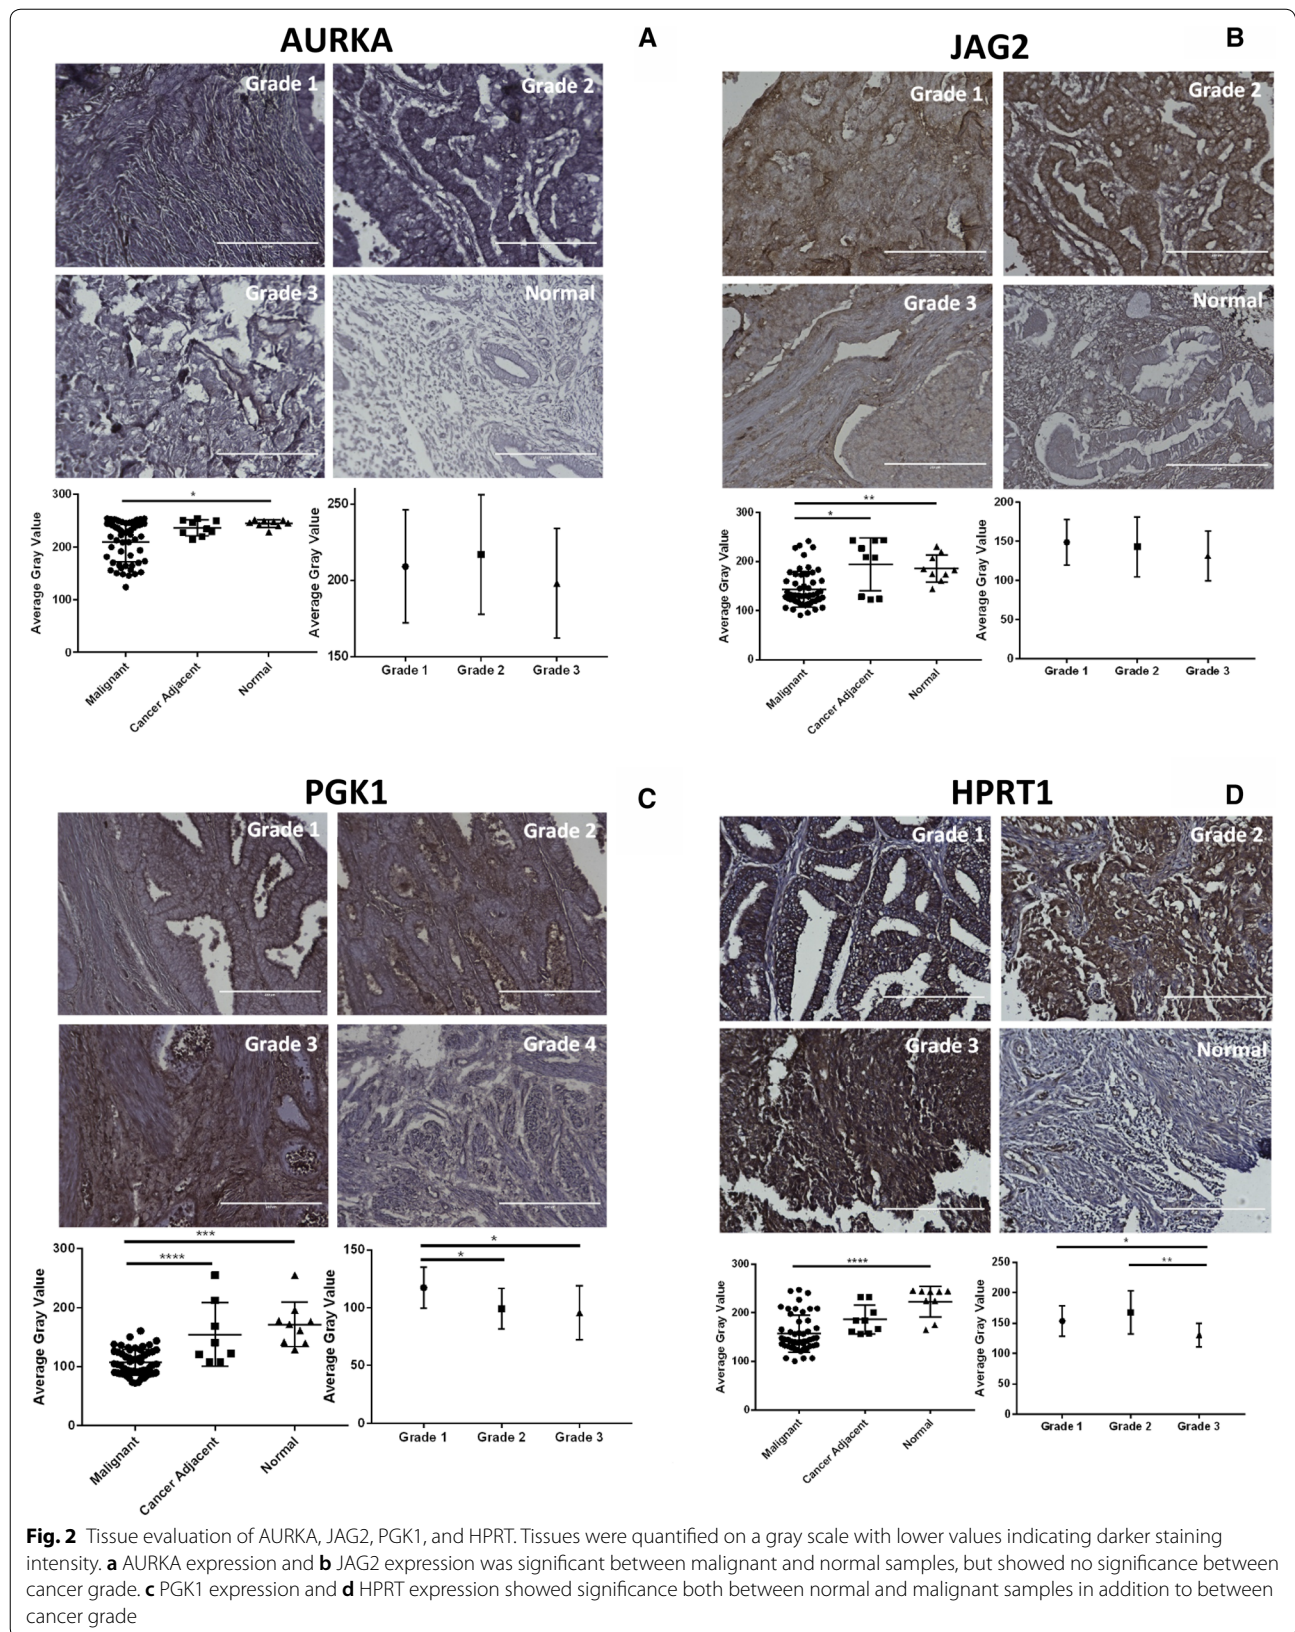 AURKA
A
Grade 1
Grade 2
Grade 3
Normal
*
Average Gray Value
300
200
100
0
Malignant
Cancer Adjacent
Normal
Average Gray Value
250
200
150
Grade 1
Grade 2
Grade 3
JAG2
B
Grade 1
Grade 2
Grade 3
Normal
**
*
Average Gray Value
300
200
100
0
Malignant
Cancer Adjacent
Normal
Average Gray Value
200
150
100
50
0
Grade 1
Grade 2
Grade 3
PGK1
C
Grade 1
Grade 2
Grade 3
Grade 4
***
****
Average Gray Value
300
200
100
0
Malignant
Cancer Adjacent
Normal
*
*
Average Gray Value
150
100
50
0
Grade 1
Grade 2
Grade 3
HPRT1
D
Grade 1
Grade 2
Grade 3
Normal
****
Average Gray Value
300
200
100
0
Malignant
Cancer Adjacent
Normal
*
**
Average Gray Value
250
200
150
100
50
0
Grade 1
Grade 2
Grade 3
Fig. 2 Tissue evaluation of AURKA, JAG2, PGK1, and HPRT. Tissues were quantified on a gray scale with lower values indicating darker staining
intensity. a AURKA expression and b JAG2 expression was significant between malignant and normal samples, but showed no significance between
cancer grade. c PGK1 expression and d HPRT expression showed significance both between normal and malignant samples in addition to between
cancer grade